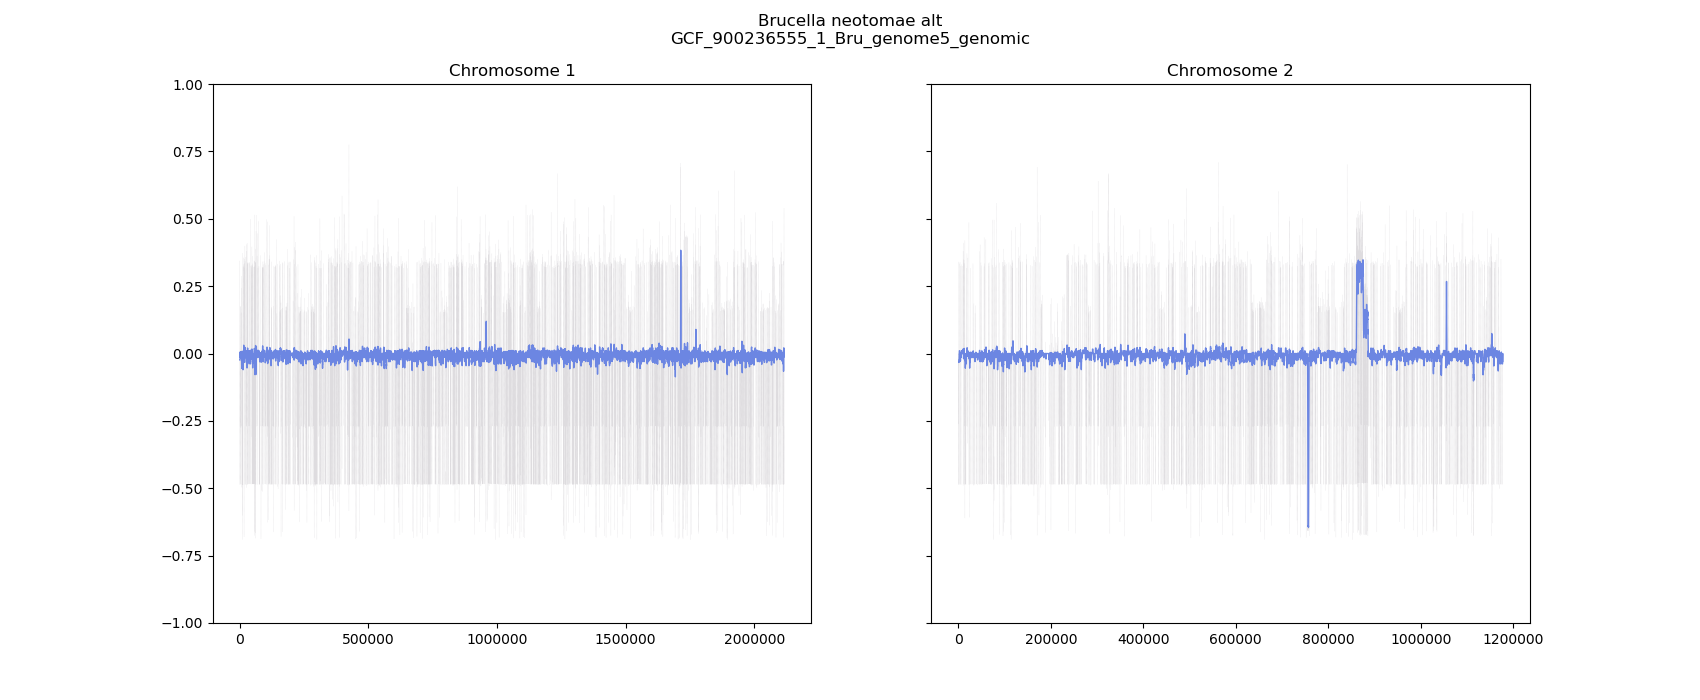 Brucella neotomae alt
GCF_900236555_1_Bru_genome5_genomic
Chromosome 1
Chromosome 2
1.00
0.75
0.50
0.25
0.00
−0.25
−0.50
−0.75
−1.00
0 500000 1000000 1500000 2000000
0 200000 400000 600000 800000 1000000 1200000